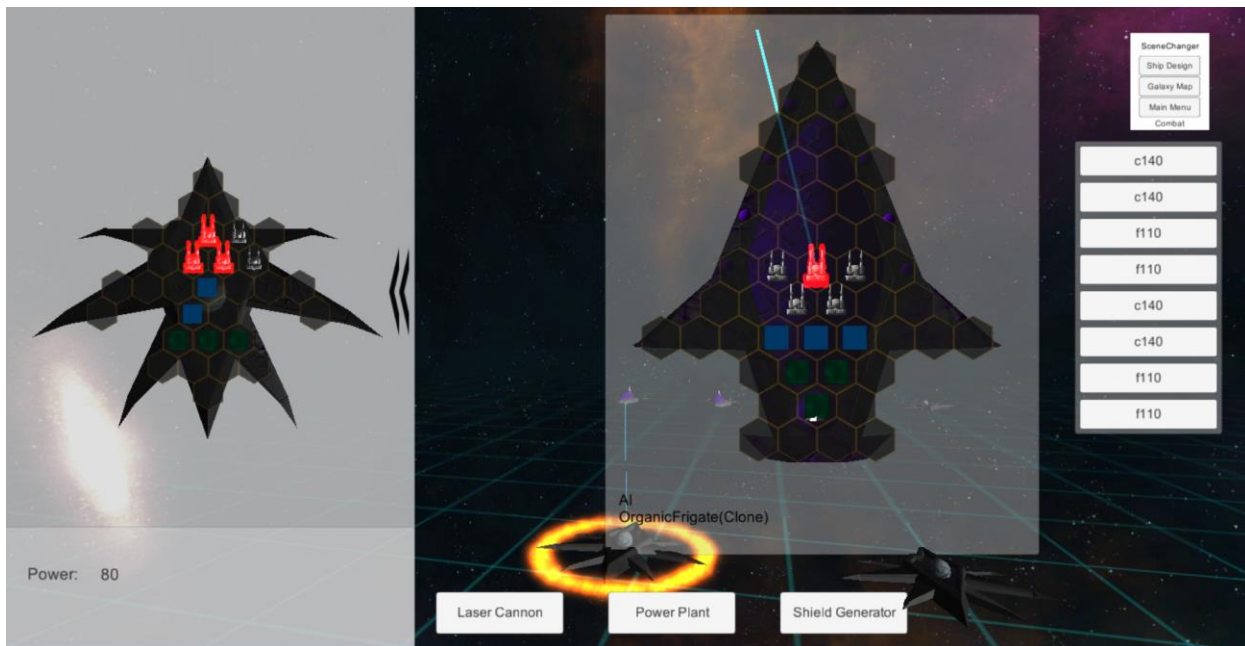 SceneChanger
Ship Design
Galaxy Map
Main Menu
Combat
c140
c140
f110
f110
c140
c140
f110
f110
AI
OrganicFrigate(Clone)
Power: 80
Laser Cannon
Power Plant
Shield Generator